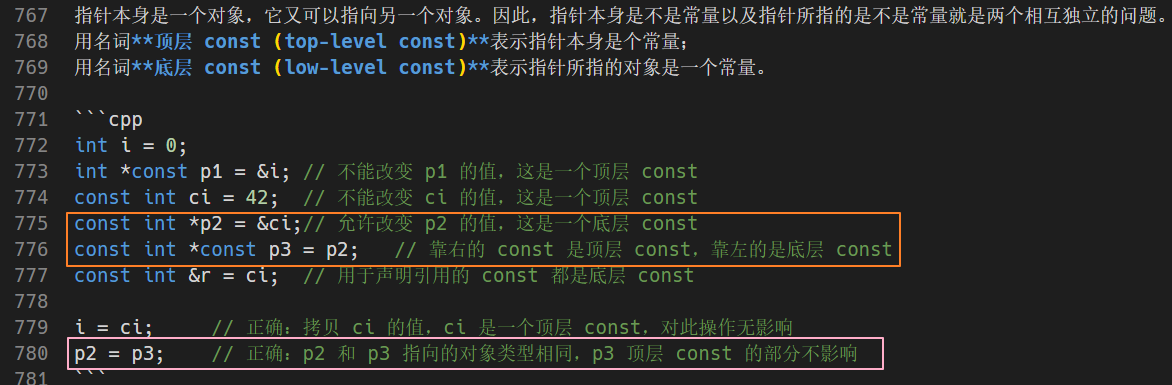 767 指针本身是一个对象，它又可以指向另一个对象。因此，指针本身是不是常量以及指针所指的是不是常量就是两个相互独立的问题。
768 用名词**顶层 const (top-level const)**表示指针本身是个常量；
769 用名词**底层 const (low-level const)**表示指针所指的对象是一个常量。
770
771 ```cpp
772 int i = 0;
773 int *const p1 = &i; // 不能改变 p1 的值，这是一个顶层 const
774 const int ci = 42;  // 不能改变 ci 的值，这是一个顶层 const
775 const int *p2 = &ci;// 允许改变 p2 的值，这是一个底层 const
776 const int *const p3 = p2;   // 靠右的 const 是顶层 const，靠左的是底层 const
777 const int &r = ci;  // 用于声明引用的 const 都是底层 const
778
779 i = ci;     // 正确：拷贝 ci 的值，ci 是一个顶层 const，对此操作无影响
780 p2 = p3;    // 正确：p2 和 p3 指向的对象类型相同，p3 顶层 const 的部分不影响
781 ```